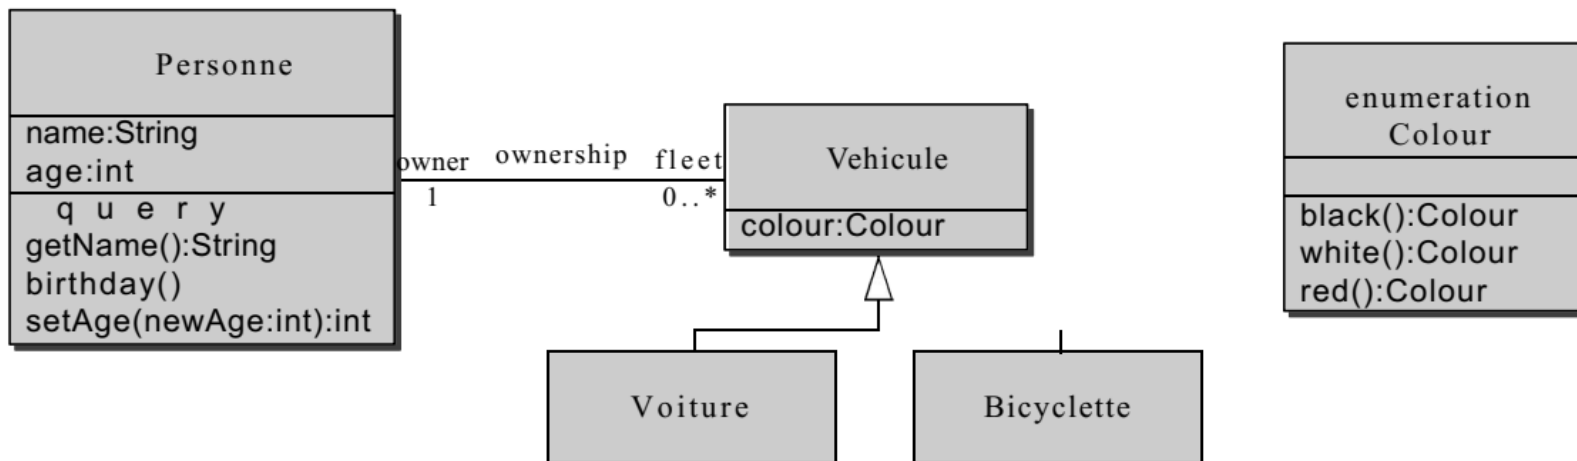 Personne
name:String
age:int
query
getName():String
birthday()
setAge(newAge:int):int
owner
1
ownership
fleet
0..*
Vehicule
colour:Colour
Voiture
Bicyclette
enumeration
Colour
black():Colour
white():Colour
red():Colour